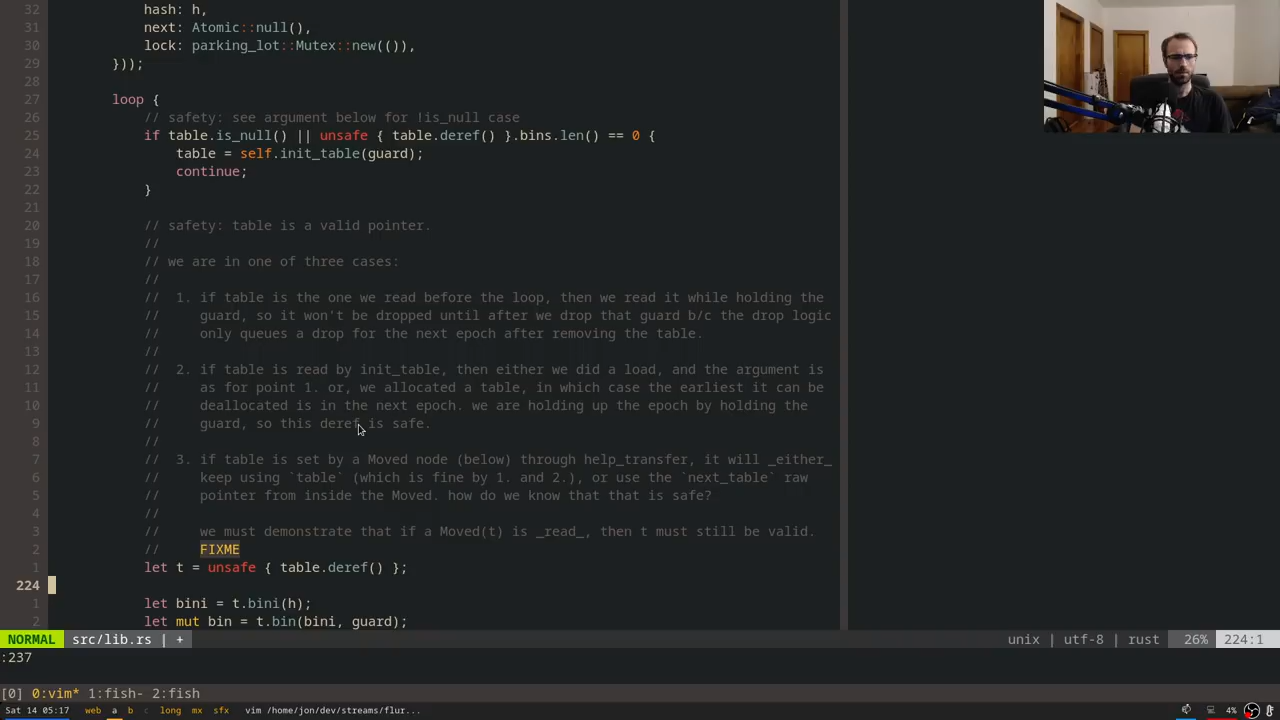 32 hash: h,
31 next: Atomic::null(),
30 lock: parking_lot::Mutex::new(()),
29 }));
28
27 loop {
26 // safety: see argument below for !is_null case
25 if table.is_null() || unsafe { table.deref() }.bins.len() == 0 {
24 table = self.init_table(guard);
23 continue;
22 }
21
20 // safety: table is a valid pointer.
19 //
18 // we are in one of three cases:
17 //
16 // 1. if table is the one we read before the loop, then we read it while holding the
15 // guard, so it won't be dropped until after we drop that guard b/c the drop logic
14 // only queues a drop for the next epoch after removing the table.
13 //
12 // 2. if table is read by init_table, then either we did a load, and the argument is
11 // as for point 1. or, we allocated a table, in which case the earliest it can be
10 // deallocated is in the next epoch. we are holding up the epoch by holding the
9 // guard, so this deref is safe.
8 //
7 // 3. if table is set by a Moved node (below) through help_transfer, it will _either_
6 // keep using `table` (which is fine by 1. and 2.), or use the `next_table` raw
5 // pointer from inside the Moved. how do we know that that is safe?
4 //
3 // we must demonstrate that if a Moved(t) is _read_, then t must still be valid.
2 // FIXME
1 let t = unsafe { table.deref() };
224
1 let bini = t.bini(h);
2 let mut bin = t.bin(bini, guard);
NORMAL src/lib.rs | + unix | utf-8 | rust 26% 224:1
:237
[0] 0:vim* 1:fish- 2:fish
Sat 14 05:17 web a b c long mx sfx vim /home/jon/dev/streams/flur... 4%